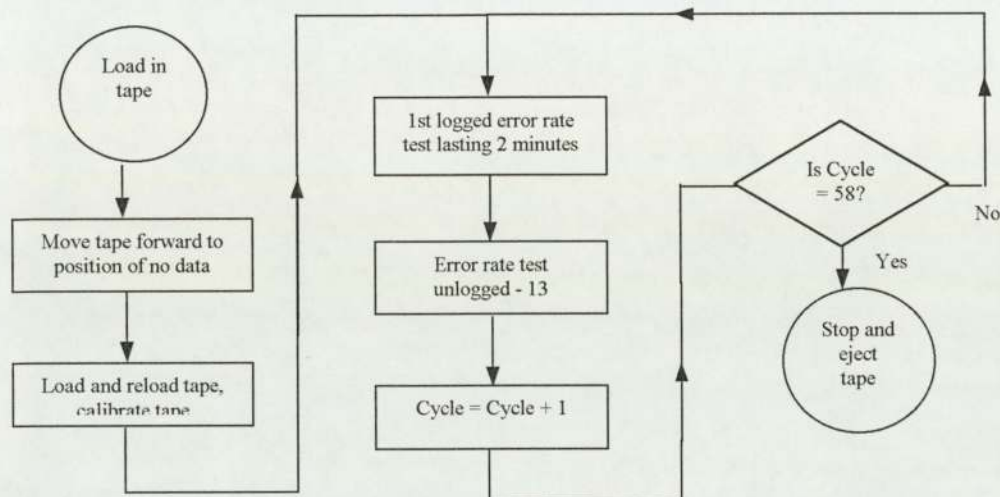 Load in
tape
Move tape forward to
position of no data
Load and reload tape,
calibrate tape
1st logged error rate
test lasting 2 minutes
Error rate test
unlogged - 13
Cycle = Cycle + 1
Is Cycle
= 58?
No
Yes
Stop and
eject
tape